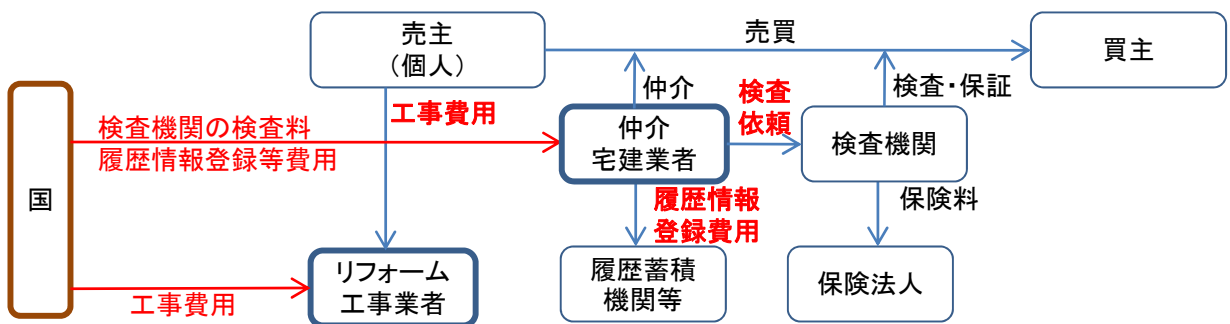 売主
（個人）
売買
買主
仲介
検査
依頼
検査・保証
工事費用
検査機関の検査料
履歴情報登録等費用
仲介
宅建業者
検査機関
国
履歴情報
登録費用
保険料
リフォーム
工事業者
履歴蓄積
機関等
保険法人
工事費用